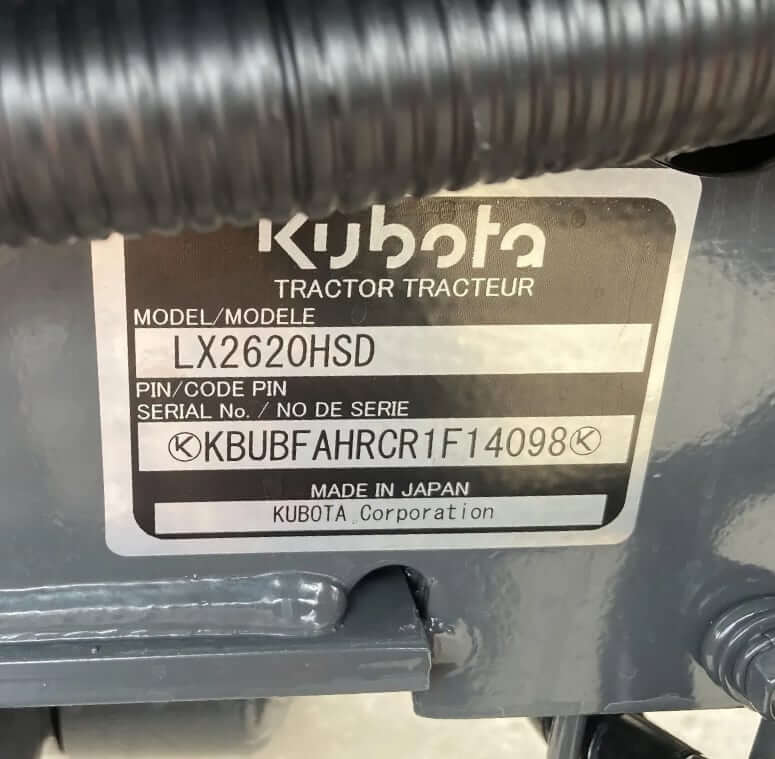 Kubota
TRACTOR TRACTEUR
MODEL/MODELE
LX2620HSD
PIN/CODE PIN
SERIAL No. / NO DE SERIE
KBUBFAHRCR1F14098
MADE IN JAPAN
KUBOTA Corporation